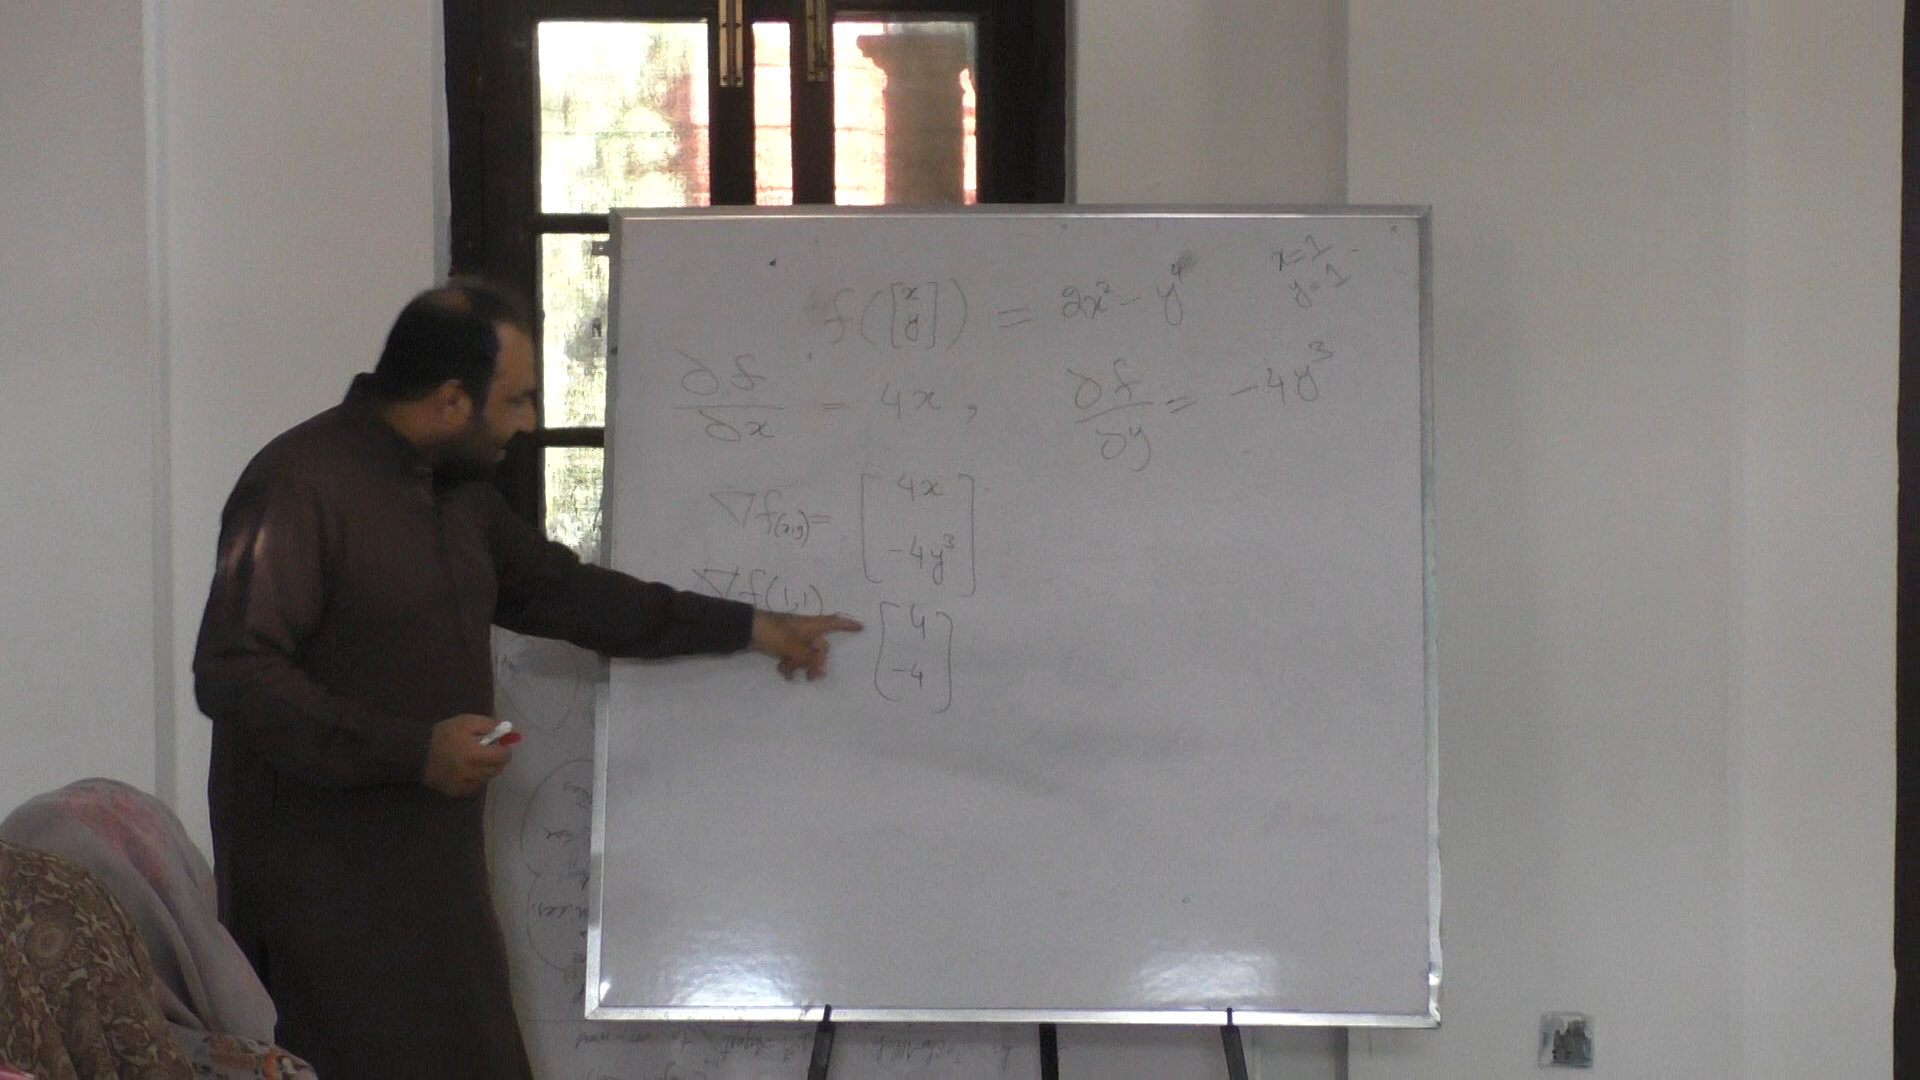 f([x y]) = 2x² - y⁴
x=1
y=1
∂f/∂x = 4x, ∂f/∂y = -4y³
∇f(x,y) = [4x
-4y³]
∇f(1,1) = [4
-4]